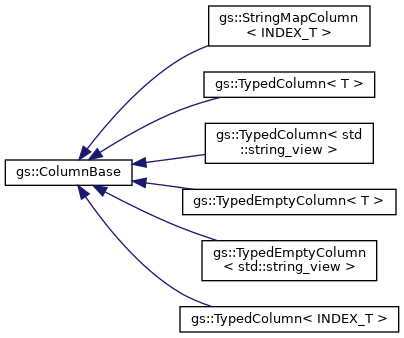 gs::StringMapColumn
< INDEX_T >
gs::TypedColumn< T >
gs::TypedColumn< std
::string_view >
gs::ColumnBase
gs::TypedEmptyColumn< T >
gs::TypedEmptyColumn
< std::string_view >
gs::TypedColumn< INDEX_T >